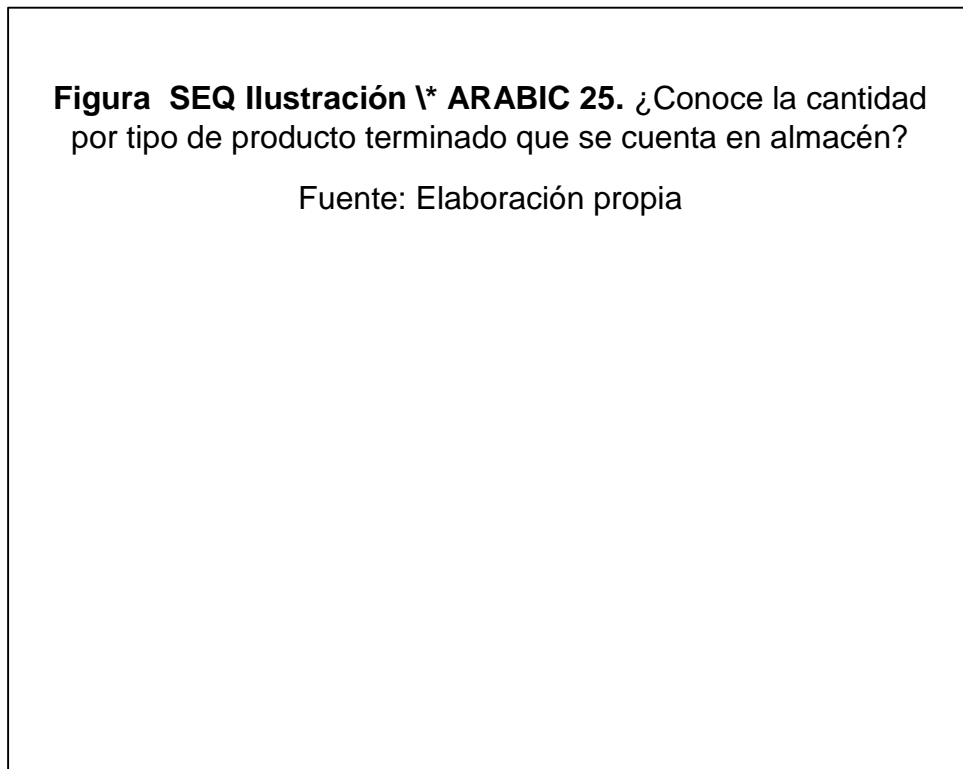 Figura  SEQ Ilustración \* ARABIC 25. ¿Conoce la cantidad
por tipo de producto terminado que se cuenta en almacén?
Fuente: Elaboración propia